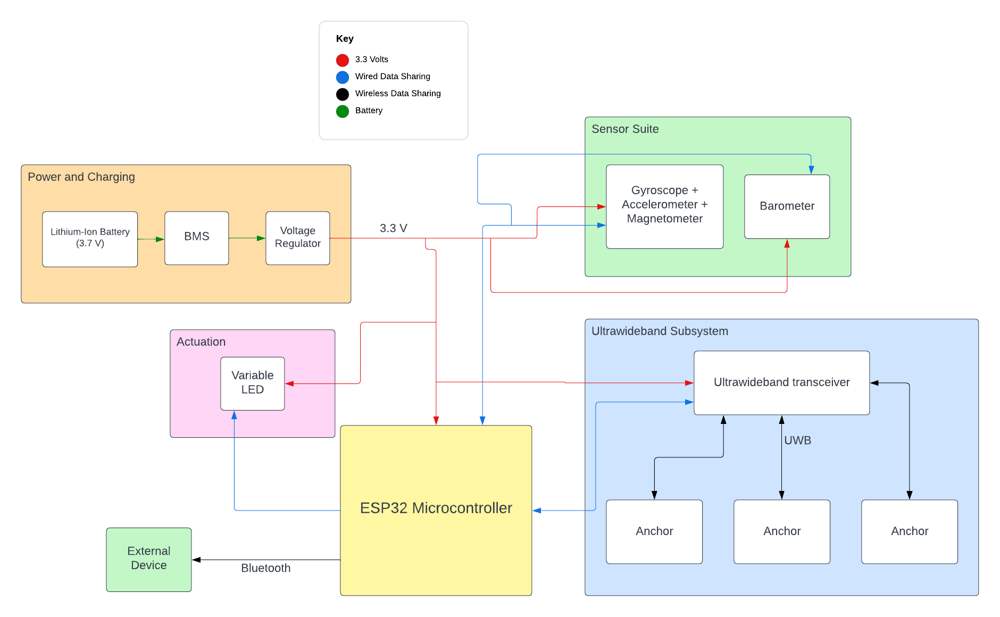 Key
3.3 Volts
Wired Data Sharing
Wireless Data Sharing
Battery
Sensor Suite
Gyroscope +
Accelerometer +
Magnetometer
Barometer
Power and Charging
Lithium-Ion Battery
(3.7 V)
BMS
Voltage
Regulator
3.3 V
Actuation
Variable
LED
Ultrawideband Subsystem
Ultrawideband transceiver
UWB
Anchor
Anchor
Anchor
ESP32 Microcontroller
External
Device
Bluetooth